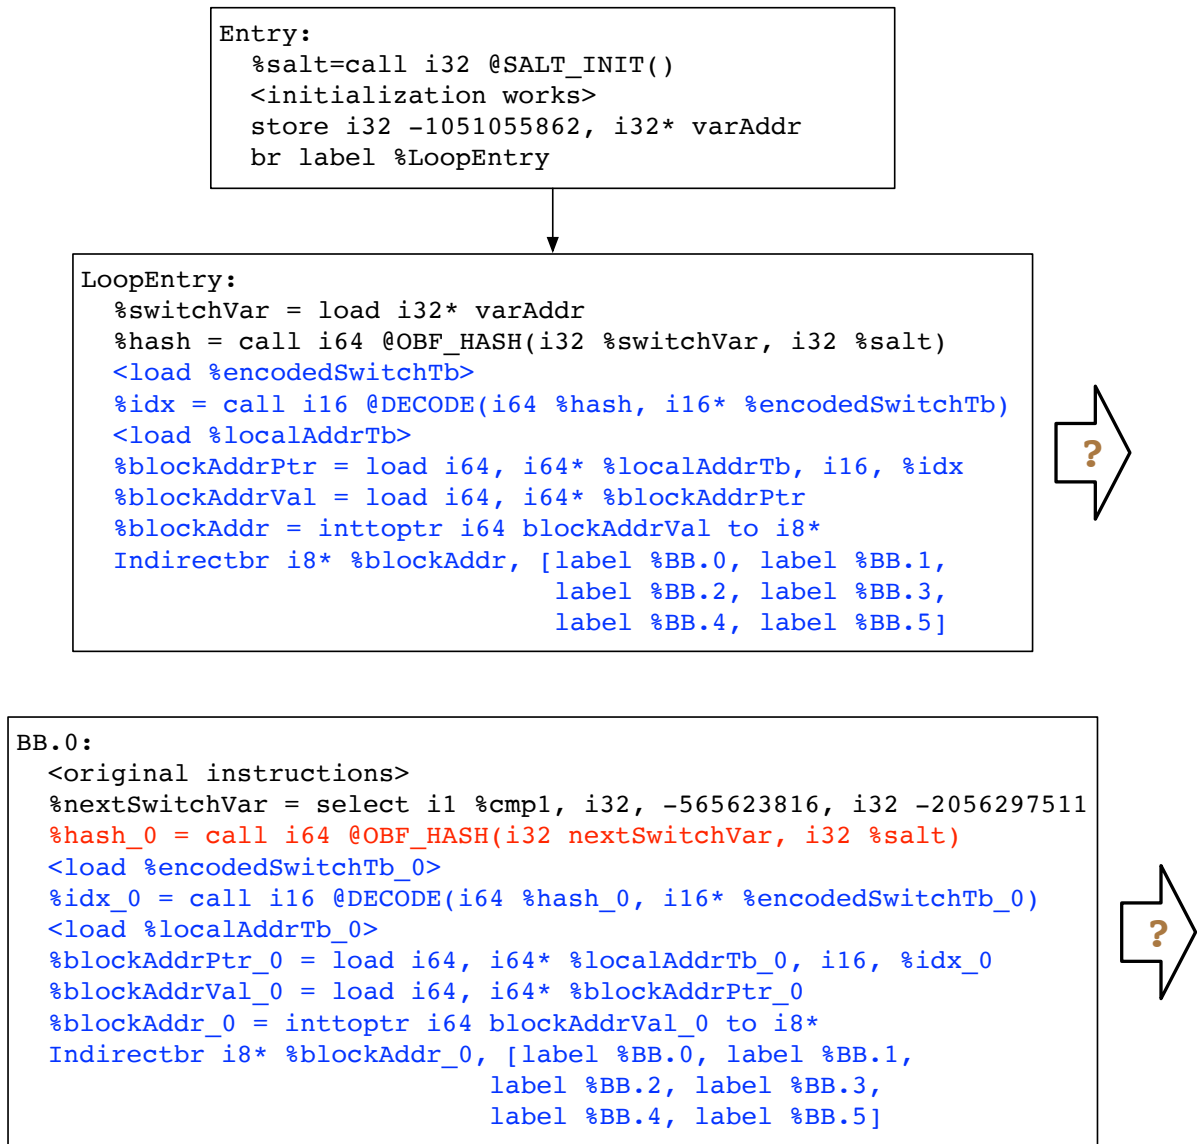 Entry:
%salt=call i32 @SALT_INIT()
<initialization works>
store i32 -1051055862, i32* varAddr
br label %LoopEntry
LoopEntry:
%switchVar = load i32* varAddr
%hash = call i64 @OBF_HASH(i32 %switchVar, i32 %salt)
<load %encodedSwitchTb>
%idx = call i16 @DECODE(i64 %hash, i16* %encodedSwitchTb)
<load %localAddrTb>
%blockAddrPtr = load i64, i64* %localAddrTb, i16, %idx
%blockAddrVal = load i64, i64* %blockAddrPtr
%blockAddr = inttoptr i64 blockAddrVal to i8*
Indirectbr i8* %blockAddr, [label %BB.0, label %BB.1,
label %BB.2, label %BB.3,
label %BB.4, label %BB.5]
?
BB.0:
<original instructions>
%nextSwitchVar = select i1 %cmp1, i32, -565623816, i32 -2056297511
%hash_0 = call i64 @OBF_HASH(i32 nextSwitchVar, i32 %salt)
<load %encodedSwitchTb_0>
%idx_0 = call i16 @DECODE(i64 %hash_0, i16* %encodedSwitchTb_0)
<load %localAddrTb_0>
%blockAddrPtr_0 = load i64, i64* %localAddrTb_0, i16, %idx_0
%blockAddrVal_0 = load i64, i64* %blockAddrPtr_0
%blockAddr_0 = inttoptr i64 blockAddrVal_0 to i8*
Indirectbr i8* %blockAddr_0, [label %BB.0, label %BB.1,
label %BB.2, label %BB.3,
label %BB.4, label %BB.5]
?